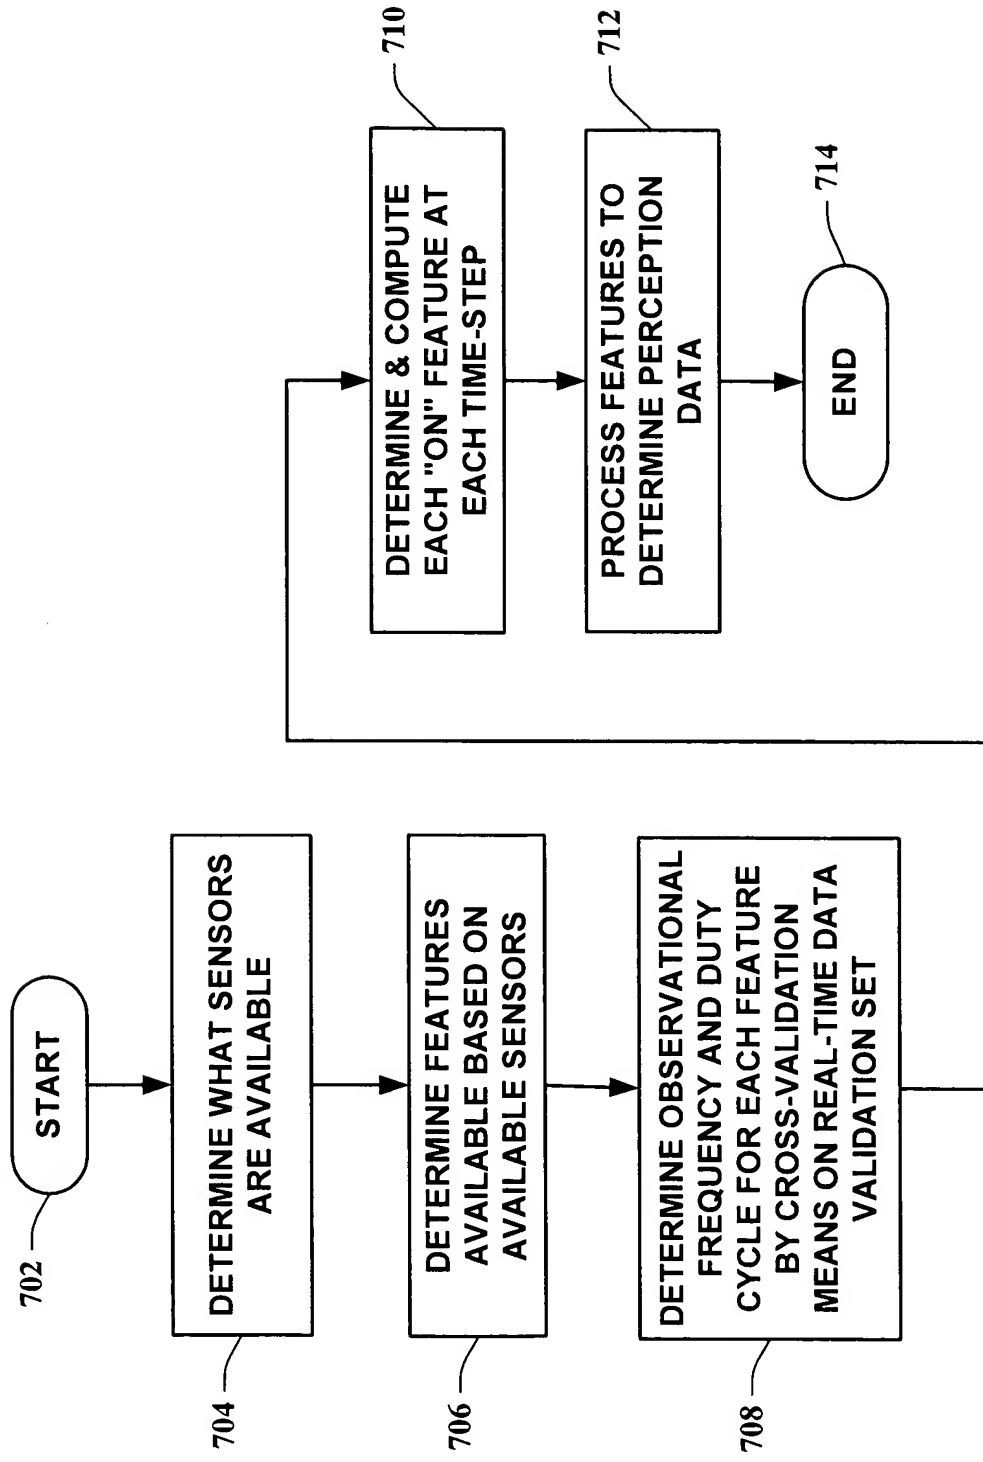 START
702
DETERMINE WHAT SENSORS
ARE AVAILABLE
704
DETERMINE FEATURES
AVAILABLE BASED ON
AVAILABLE SENSORS
706
DETERMINE OBSERVATIONAL
FREQUENCY AND DUTY
CYCLE FOR EACH FEATURE
BY CROSS-VALIDATION
MEANS ON REAL-TIME DATA
VALIDATION SET
708
DETERMINE & COMPUTE
EACH "ON" FEATURE AT
EACH TIME-STEP
710
PROCESS FEATURES TO
DETERMINE PERCEPTION
DATA
712
END
714